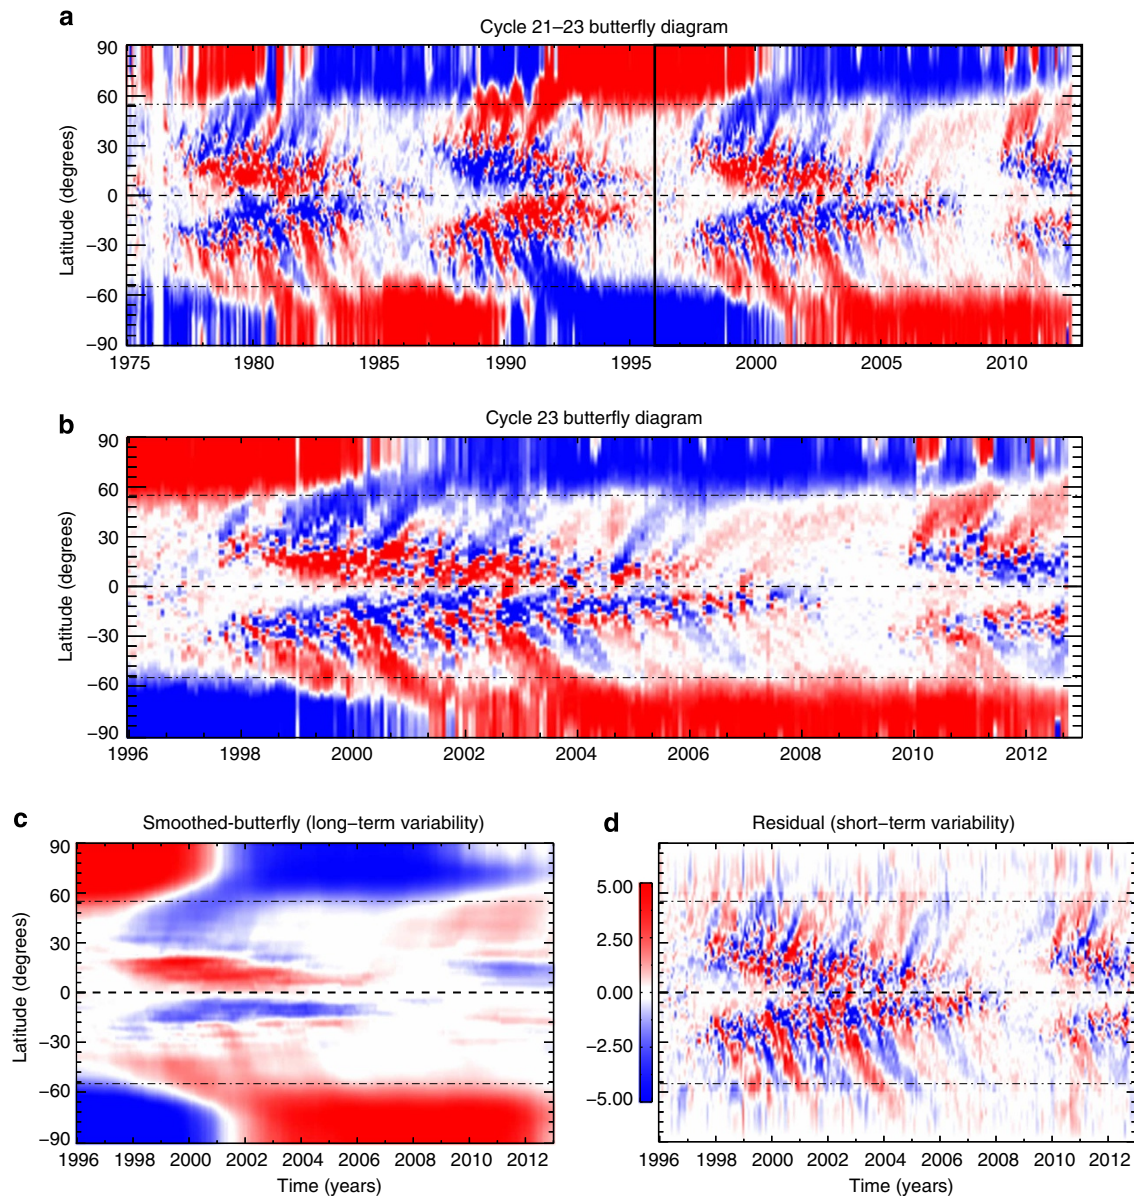 a
Cycle 21–23 butterfly diagram
Latitude (degrees)
90
60
30
0
−30
−60
−90
1975 1980 1985 1990 1995 2000 2005 2010
b
Cycle 23 butterfly diagram
Latitude (degrees)
90
60
30
0
−30
−60
−90
1996 1998 2000 2002 2004 2006 2008 2010 2012
c
Smoothed-butterfly (long−term variability)
Latitude (degrees)
90
60
30
0
−30
−60
−90
1996 1998 2000 2002 2004 2006 2008 2010 2012
Time (years)
d
Residual (short−term variability)
5.00
2.50
0.00
−2.50
−5.00
1996 1998 2000 2002 2004 2006 2008 2010 2012
Time (years)